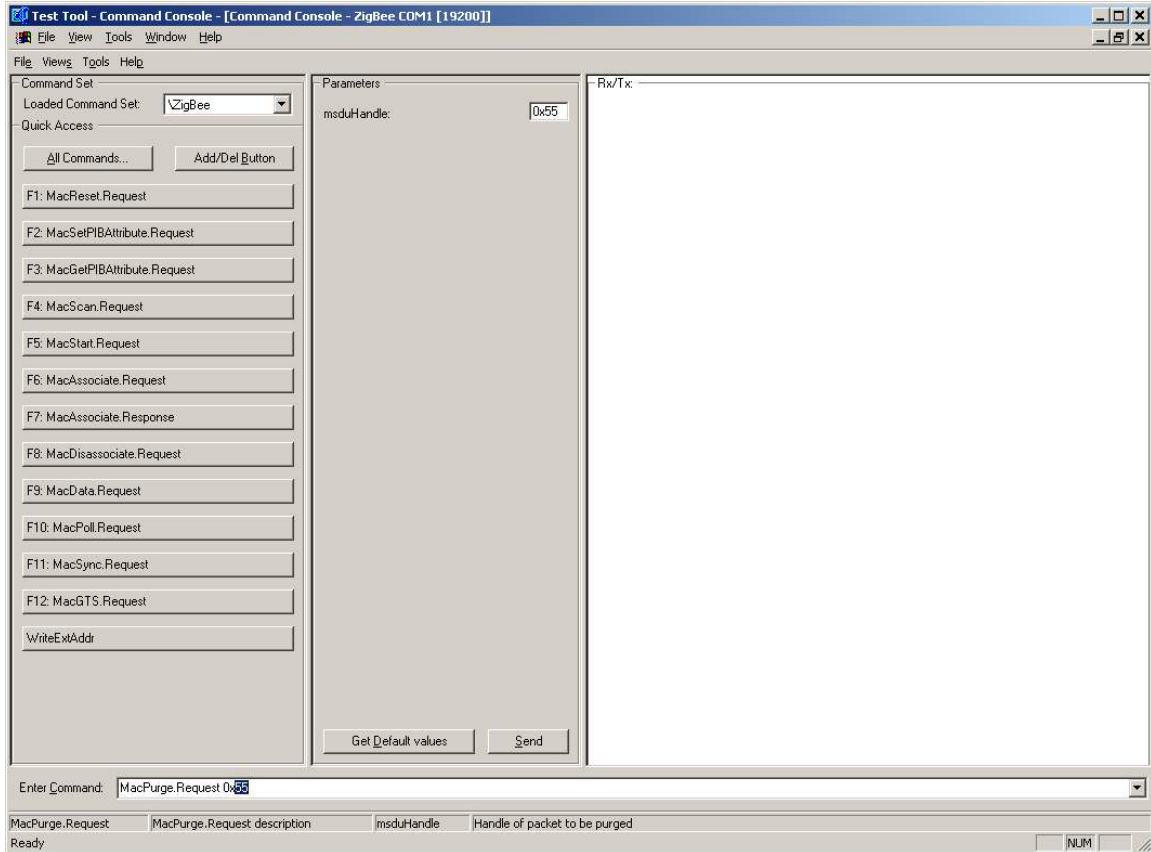 Test Tool - Command Console - [Command Console - ZigBee COM1 [19200]]
File View Tools Window Help
File Views Tools Help
Command Set
Loaded Command Set: \ZigBee
Quick Access
All Commands... Add/Del Button
F1: MacReset.Request
F2: MacSetPIBAttribute.Request
F3: MacGetPIBAttribute.Request
F4: MacScan.Request
F5: MacStart.Request
F6: MacAssociate.Request
F7: MacAssociate.Response
F8: MacDisassociate.Request
F9: MacData.Request
F10: MacPoll.Request
F11: MacSync.Request
F12: MacGTS.Request
WriteExtAddr
Parameters
msduHandle: 0x55
Get Default values Send
Rx/Tx:
Enter Command: MacPurge.Request 0x55
MacPurge.Request MacPurge.Request description msduHandle Handle of packet to be purged
Ready NUM